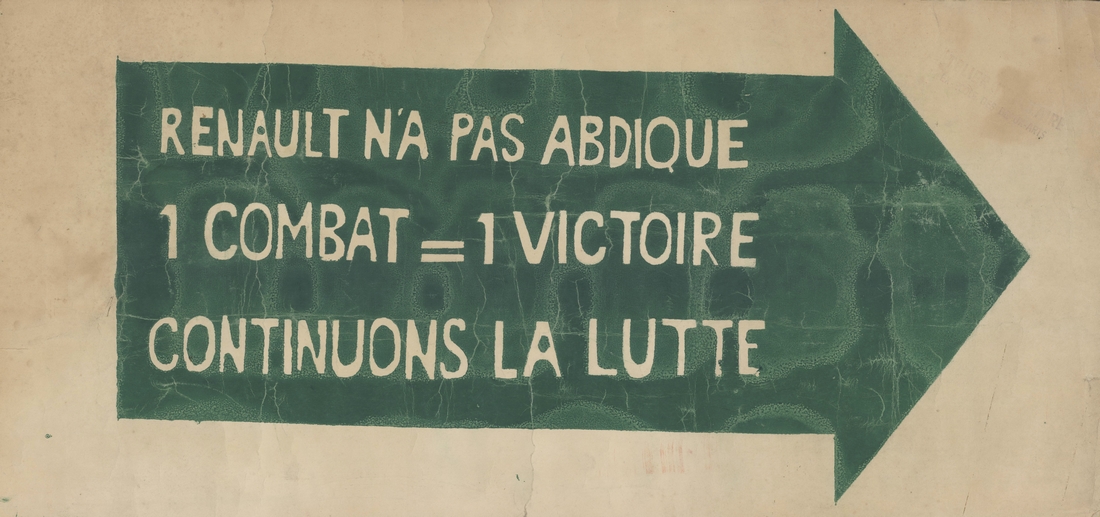 RENAULT N'A PAS ABDIQUE
1 COMBAT = 1 VICTOIRE
CONTINUONS LA LUTTE